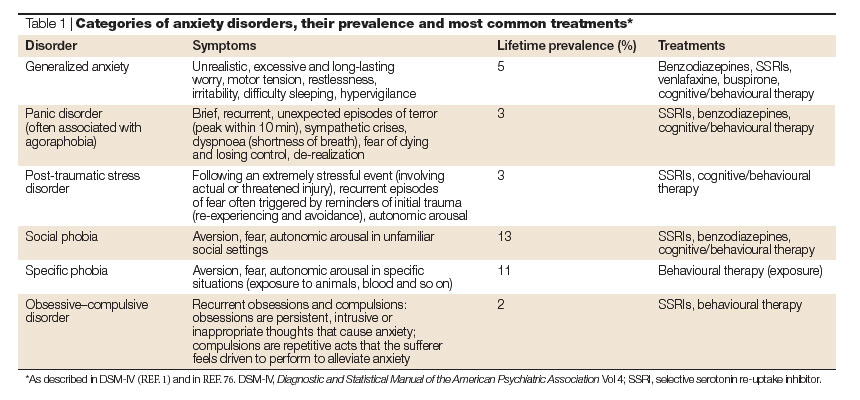 Table 1 | Categories of anxiety disorders, their prevalence and most common treatments*
Disorder Symptoms Lifetime prevalence (%) Treatments
Generalized anxiety Unrealistic, excessive and long-lasting 5 Benzodiazepines, SSRIs,
worry, motor tension, restlessness, venlafaxine, buspirone,
irritability, difficulty sleeping, hypervigilance cognitive/behavioural therapy
Panic disorder Brief, recurrent, unexpected episodes of terror 3 SSRIs, benzodiazepines,
(often associated with (peak within 10 min), sympathetic crises, cognitive/behavioural therapy
agoraphobia) dyspnoea (shortness of breath), fear of dying
and losing control, de-realization
Post-traumatic stress Following an extremely stressful event (involving 3 SSRIs, cognitive/behavioural
disorder actual or threatened injury), recurrent episodes therapy
of fear often triggered by reminders of initial trauma
(re-experiencing and avoidance), autonomic arousal
Social phobia Aversion, fear, autonomic arousal in unfamiliar 13 SSRIs, benzodiazepines,
social settings cognitive/behavioural therapy
Specific phobia Aversion, fear, autonomic arousal in specific 11 Behavioural therapy (exposure)
situations (exposure to animals, blood and so on)
Obsessive–compulsive Recurrent obsessions and compulsions: 2 SSRIs, behavioural therapy
disorder obsessions are persistent, intrusive or
inappropriate thoughts that cause anxiety;
compulsions are repetitive acts that the sufferer
feels driven to perform to alleviate anxiety
*As described in DSM-IV (REF. 1) and in REF. 76. DSM-IV, Diagnostic and Statistical Manual of the American Psychiatric Association Vol 4; SSRI, selective serotonin re-uptake inhibitor.